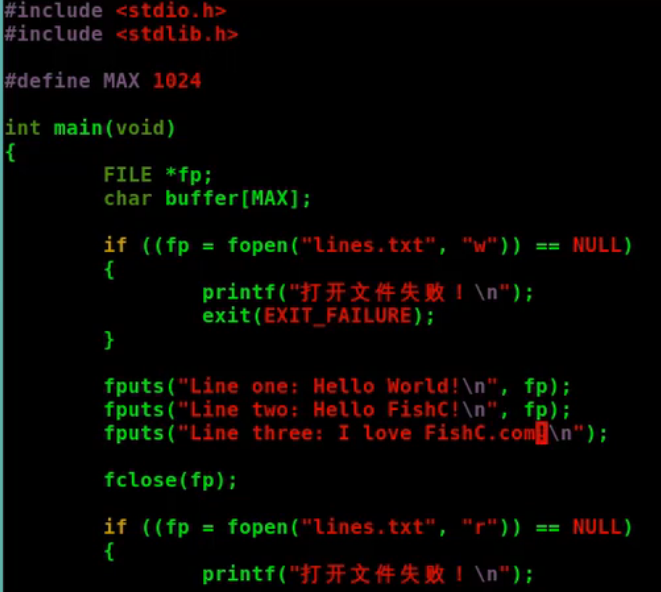 #include <stdio.h>
#include <stdlib.h>
#define MAX 1024
int main(void)
{
FILE *fp;
char buffer[MAX];
if ((fp = fopen("lines.txt", "w")) == NULL)
{
printf("打开文件失败！\n");
exit(EXIT_FAILURE);
}
fputs("Line one: Hello World!\n", fp);
fputs("Line two: Hello FishC!\n", fp);
fputs("Line three: I love FishC.com!\n");
fclose(fp);
if ((fp = fopen("lines.txt", "r")) == NULL)
{
printf("打开文件失败！\n");